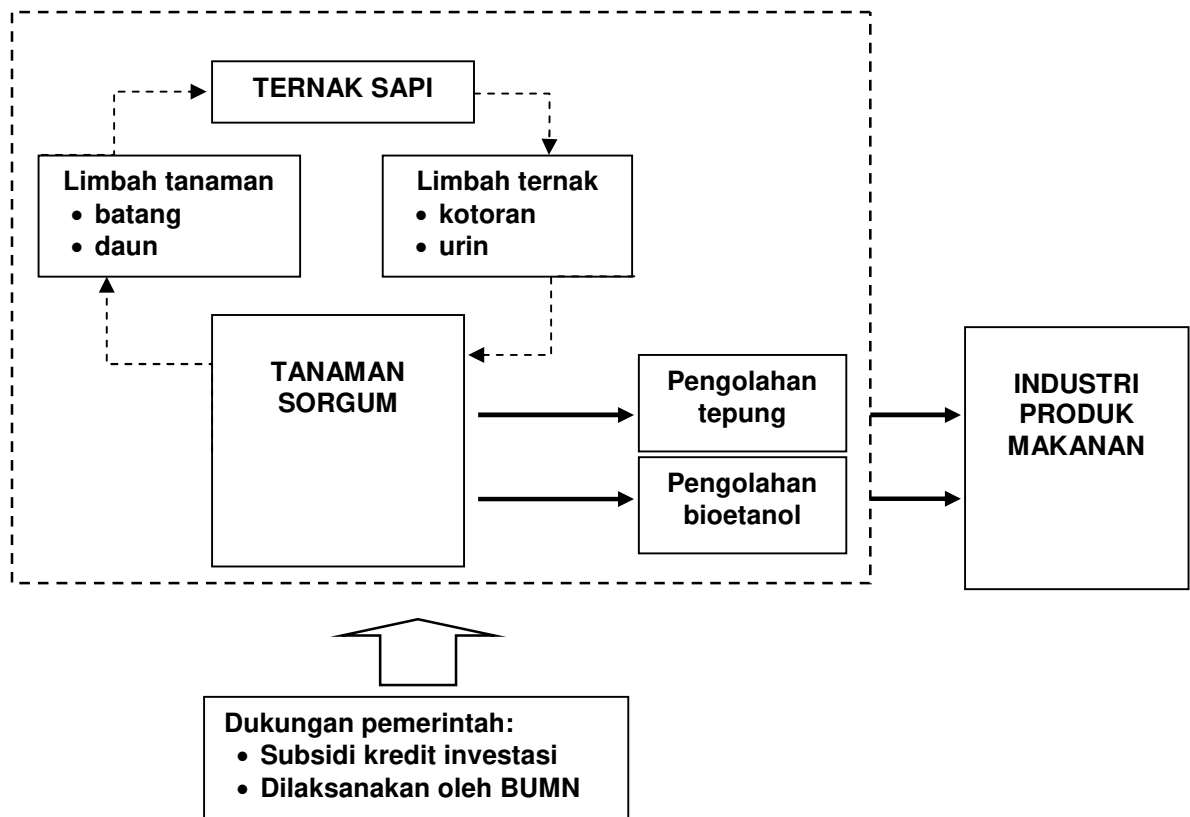 TERNAK SAPI
Limbah tanaman
• batang
• daun
Limbah ternak
• kotoran
• urin
TANAMAN
SORGUM
Pengolahan
tepung
Pengolahan
bioetanol
INDUSTRI
PRODUK
MAKANAN
Dukungan pemerintah:
• Subsidi kredit investasi
• Dilaksanakan oleh BUMN